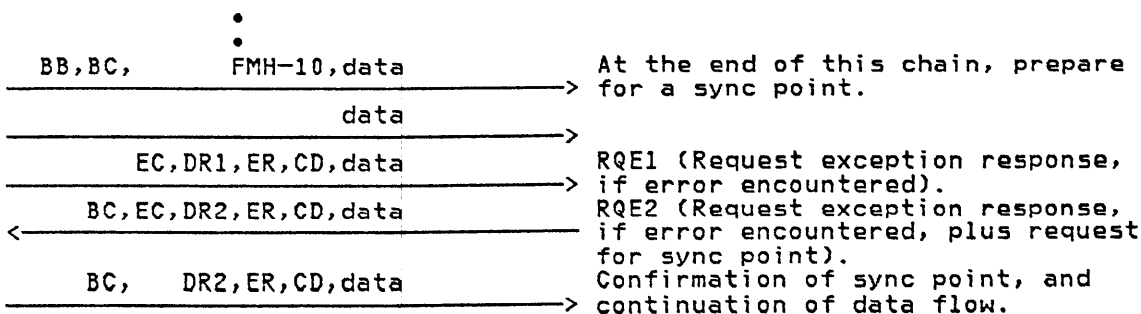 BB,BC, FMH-10,data At the end of this chain, prepare
for a sync point.
data
EC,DR1,ER,CD,data RQE1 (Request exception response,
if error encountered).
BC,EC,DR2,ER,CD,data RQE2 (Request exception response,
if error encountered, plus request
for sync point).
BC, DR2,ER,CD,data Confirmation of sync point, and
continuation of data flow.